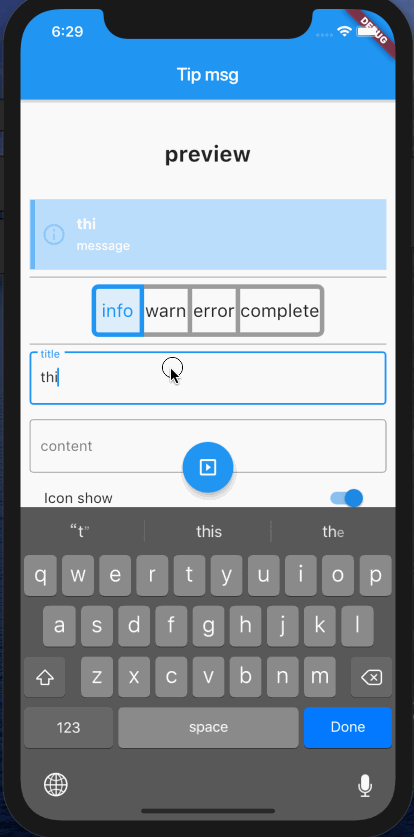 6:29
DEBUG
Tip msg
preview
thi
message
info warn error complete
title
thi
content
Icon show
“t” this the
q w e r t y u i o p
a s d f g h j k l
z x c v b n m
123 space Done